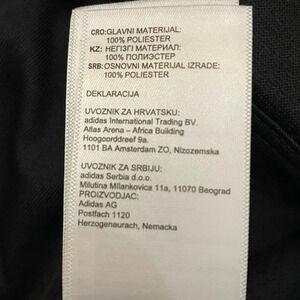 CRO:GLAVNI MATERIJAL:
100% POLIESTER
KZ: НЕГІЗГІ МАТЕРИАЛ:
100% ПОЛИЭСТЕР
SRB:OSNOVNI MATERIJAL IZRADE:
100% POLIESTER
DEKLARACIJA
UVOZNIK ZA HRVATSKU:
adidas International Trading BV.
Atlas Arena – Africa Building
Hoogoorddreef 9a.
1101 BA Amsterdam ZO, Nizozemska
UVOZNIK ZA SRBIJU:
adidas Serbia d.o.o.
Milutina Milankovica 11a, 11070 Beograd
PROIZVODJAC:
Adidas AG
Postfach 1120
Herzogenaurach, Nemacka